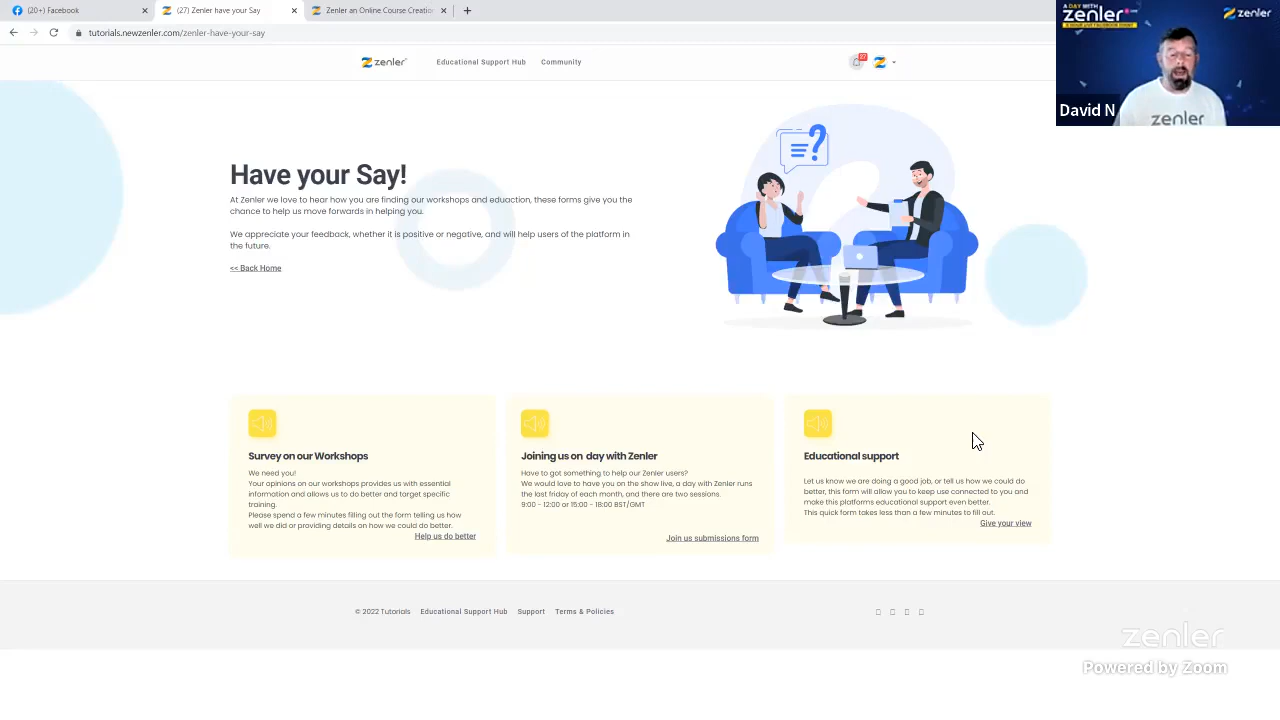 (20+) Facebook
(27) Zenler have your Say
Zenler an Online Course Creation
tutorials.newzenler.com/zenler-have-your-say
zenler
Educational Support Hub
Community
27
A DAY WITH
zenler
LIVE
zenler
zenler
David N
Have your Say!
At Zenler we love to hear how you are finding our workshops and eduaction, these forms give you the
chance to help us move forwards in helping you.
We appreciate your feedback, whether it is positive or negative, and will help users of the platform in
the future.
<< Back Home
Survey on our Workshops
We need you!
Your opinions on our workshops provides us with essential
information and allows us to do better and target specific
training.
Please spend a few minutes filling out the form telling us how
well we did or providing details on how we could do better.
Help us do better
Joining us on day with Zenler
Have to got something to help our Zenler users?
We would love to have you on the show live, a day with Zenler runs
the last friday of each month, and there are two sessions.
9:00 - 12:00 or 15:00 - 18:00 BST/GMT
Join us submissions form
Educational support
Let us know we are doing a good job, or tell us how we could do
better, this form will allow you to keep use connected to you and
make this platforms educational support even better.
This quick form takes less than a few minutes to fill out.
Give your view
© 2022 Tutorials
Educational Support Hub
Support
Terms & Policies
zenler
Powered by Zoom